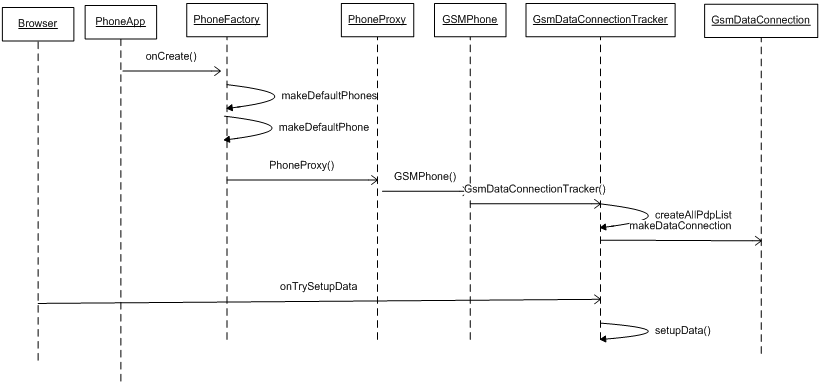 Browser
PhoneApp
PhoneFactory
PhoneProxy
GSMPhone
GsmDataConnectionTracker
GsmDataConnection
onCreate()
makeDefaultPhones
makeDefaultPhone
PhoneProxy()
GSMPhone()
GsmDataConnectionTracker()
createAllPdpList
makeDataConnection
onTrySetupData
setupData()